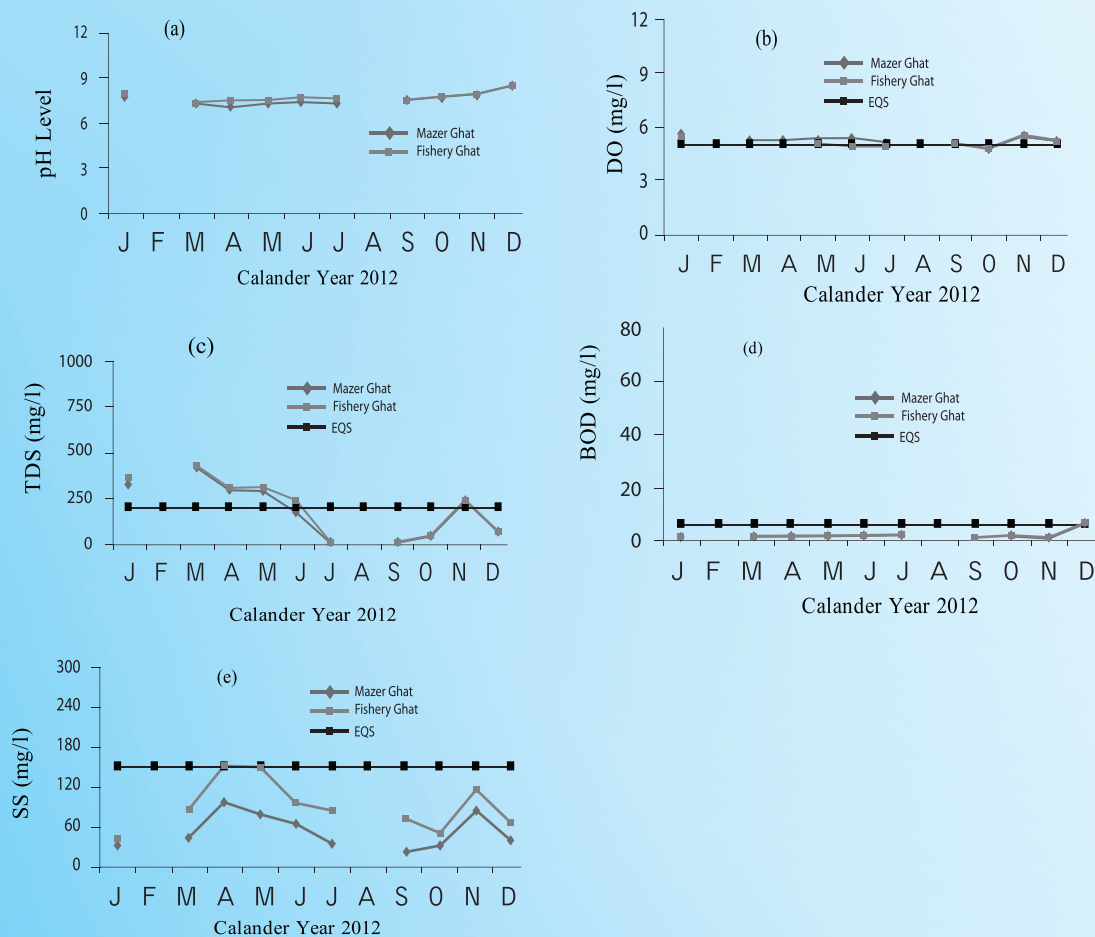 (a)
12
9
6
3
0
pH Level
Mazer Ghat
Fishery Ghat
J F M A M J J A S O N D
Calander Year 2012
(b)
12
9
6
3
0
DO (mg/l)
Mazer Ghat
Fishery Ghat
EQS
J F M A M J J A S O N D
Calander Year 2012
(c)
1000
750
500
250
0
TDS (mg/l)
Mazer Ghat
Fishery Ghat
EQS
J F M A M J J A S O N D
Calander Year 2012
(d)
80
60
40
20
0
BOD (mg/l)
Mazer Ghat
Fishery Ghat
EQS
J F M A M J J A S O N D
Calander Year 2012
(e)
300
240
180
120
60
0
SS (mg/l)
Mazer Ghat
Fishery Ghat
EQS
J F M A M J J A S O N D
Calander Year 2012